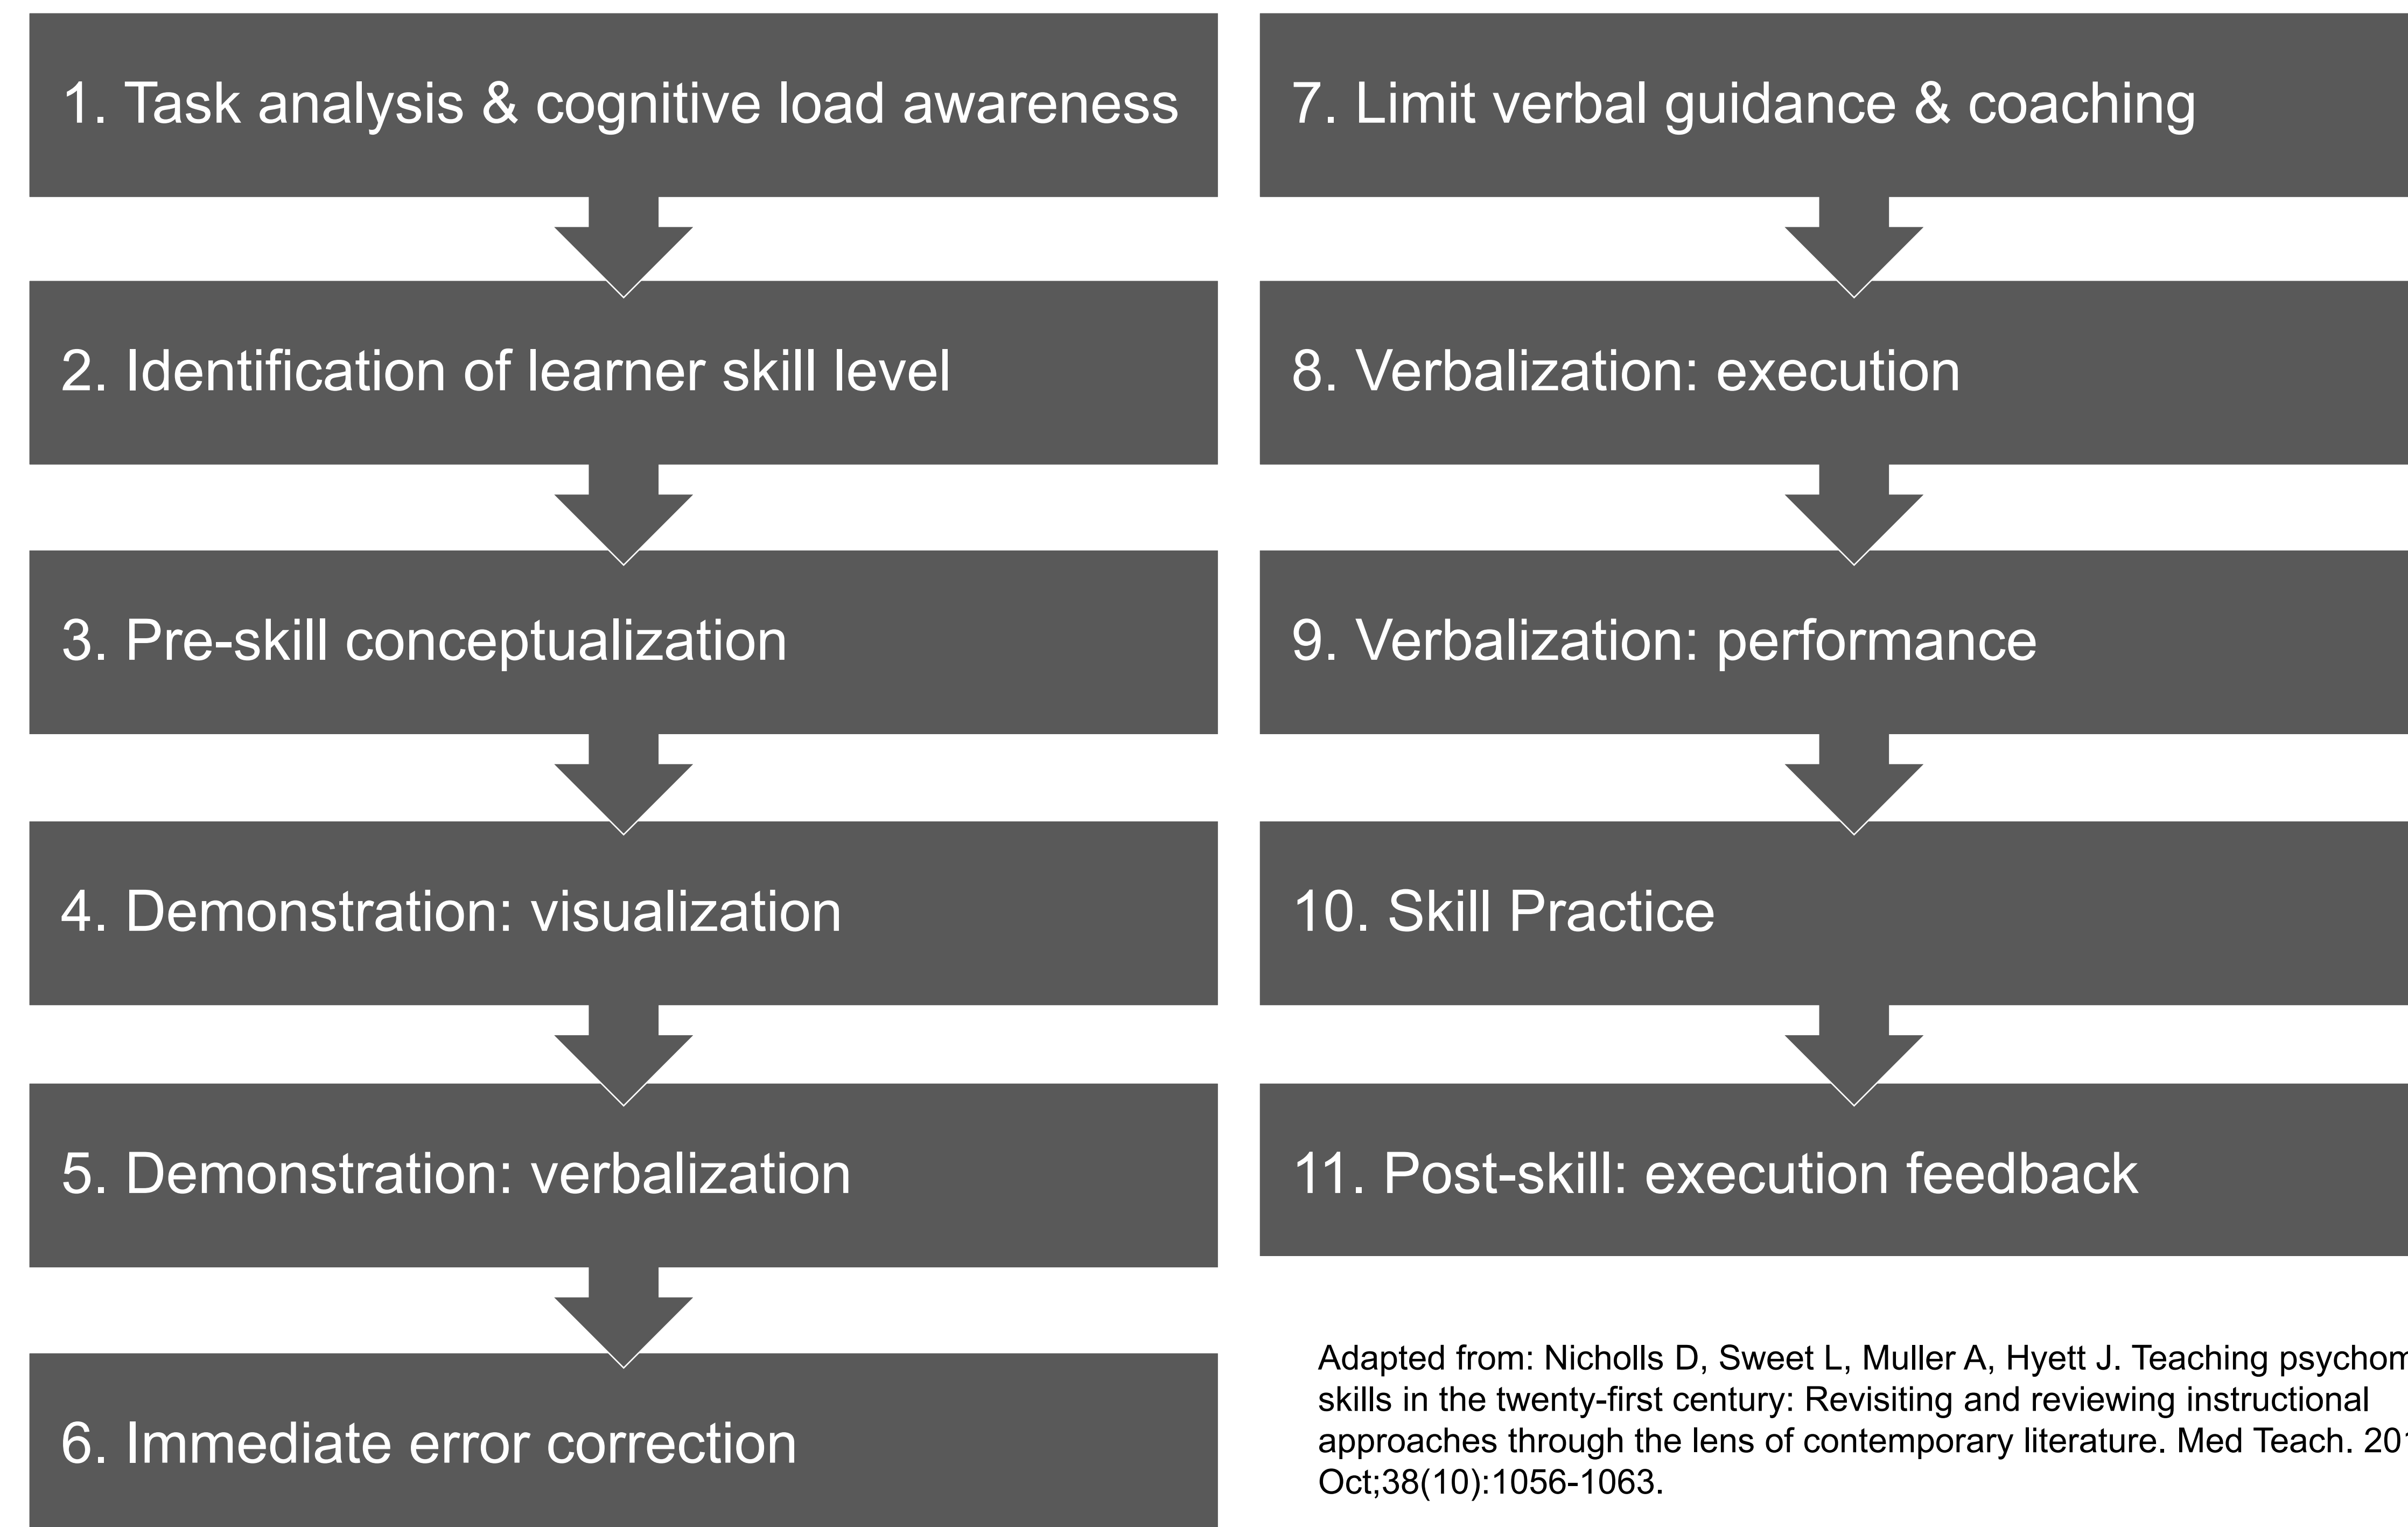 1. Task analysis & cognitive load awareness
2. Identification of learner skill level
3. Pre-skill conceptualization
4. Demonstration: visualization
5. Demonstration: verbalization
6. Immediate error correction
7. Limit verbal guidance & coaching
8. Verbalization: execution
9. Verbalization: performance
10. Skill Practice
11. Post-skill: execution feedback
Adapted from: Nicholls D, Sweet L, Muller A, Hyett J. Teaching
skills in the twenty-first century: Revisiting and reviewing instructional
approaches through the lens of contemporary literature. Med Teach.
Oct;38(10):1056-1063.